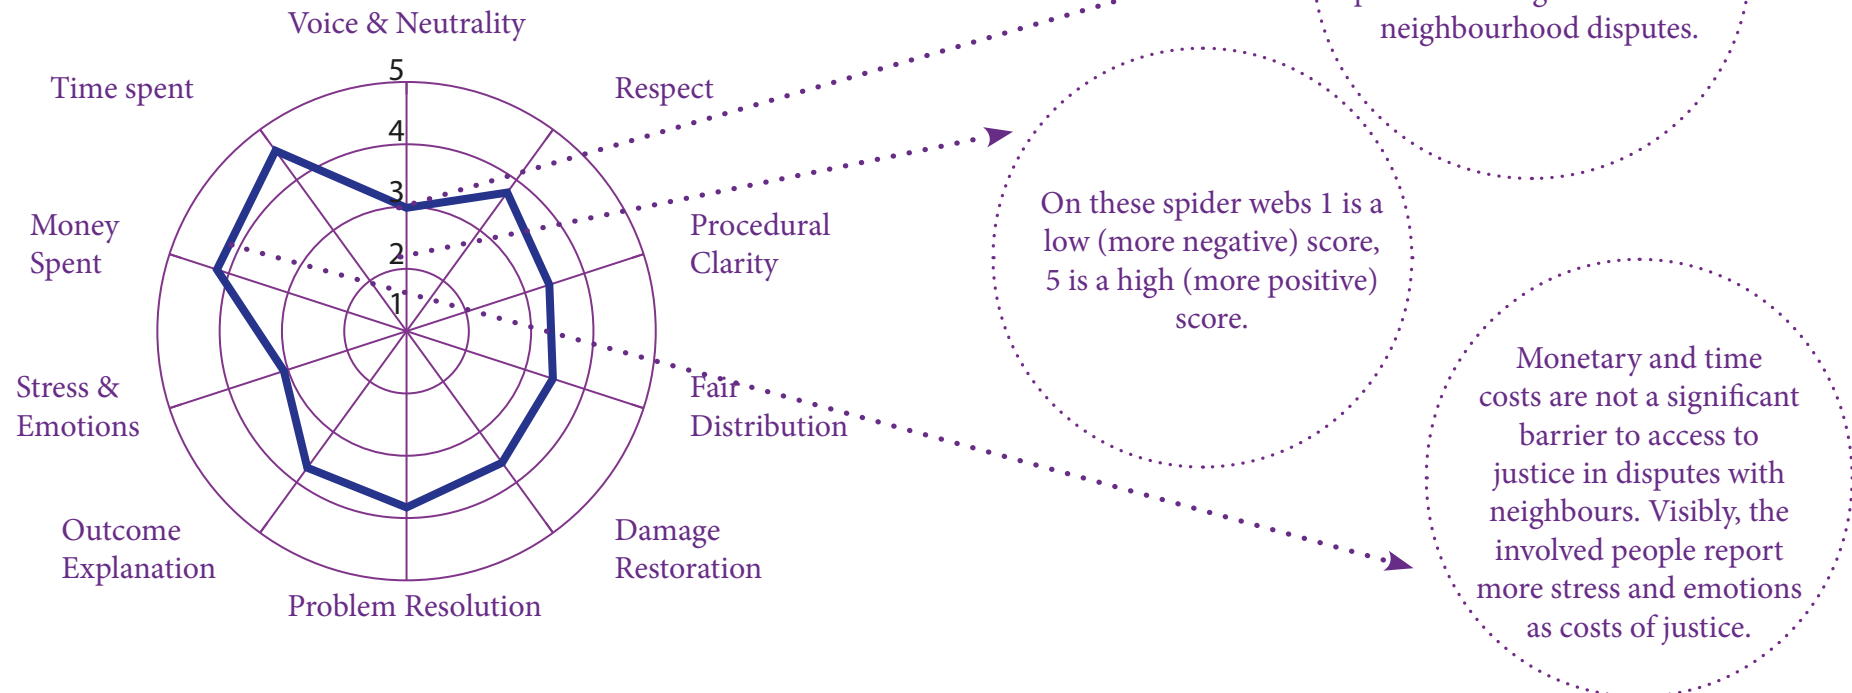 Voice & Neutrality
Time spent
Respect
Money
Spent
Procedural
Clarity
Stress &
Emotions
Fair
Distribution
Outcome
Explanation
Damage
Restoration
Problem Resolution
5
4
3
2
1
neighbourhood disputes.
On these spider webs 1 is a
low (more negative) score,
5 is a high (more positive)
score.
Monetary and time
costs are not a significant
barrier to access to
justice in disputes with
neighbours. Visibly, the
involved people report
more stress and emotions
as costs of justice.